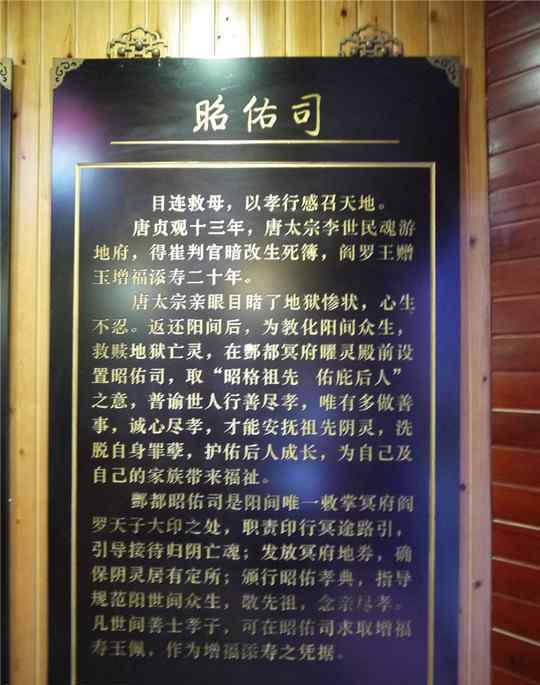 昭佑司
目连救母，以孝行感召天地。
唐贞观十三年，唐太宗李世民魂游
地府，得崔判官暗改生死簿，阎罗王赠
玉增福添寿二十年。
唐太宗亲眼目睹了地狱惨状，心生
不忍。返还阳间后，为教化阳间众生，
救赎地狱亡灵，在酆都冥府曜灵殿前设
置昭佑司，取“昭格祖先 佑庇后人”
之意，普谕世人行善尽孝，唯有多做善
事，诚心尽孝，才能安抚祖先阴灵，洗
脱自身罪孽，护佑后人成长，为自己及
自己的家族带来福祉。
酆都昭佑司是阳间唯一敕掌冥府阎
罗天子大印之处，职责印行冥途路引，
引导接待归阴亡魂；发放冥府地券，确
保阴灵居有定所；颁行昭佑孝典，指导
规范阳世间众生，敬先祖，念亲尽孝。
凡世间善士孝子，可在昭佑司求取增福
寿玉佩，作为增福添寿之凭据。